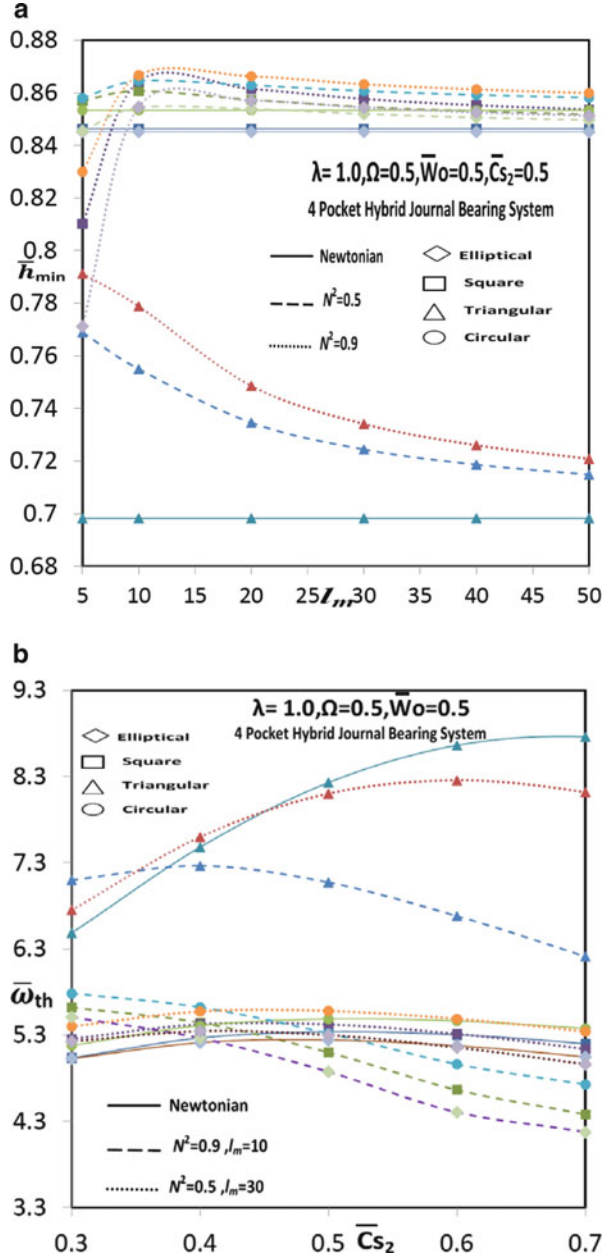 a
0.88
0.86
0.84
0.82
0.8
h̅min
0.78
0.76
0.74
0.72
0.7
0.68
λ= 1.0,Ω=0.5,W̅o=0.5,C̅s₂=0.5
4 Pocket Hybrid Journal Bearing System
Newtonian
N²=0.5
N²=0.9
Elliptical
Square
Triangular
Circular
5 10 15 20 25 30 35 40 45 50
lm
b
9.3
8.3
7.3
6.3
ω̅th
5.3
4.3
3.3
λ= 1.0,Ω=0.5,W̅o=0.5
4 Pocket Hybrid Journal Bearing System
Elliptical
Square
Triangular
Circular
Newtonian
N²=0.9 ,lm=10
N²=0.5 ,lm=30
0.3 0.4 0.5 0.6 0.7
C̅s₂